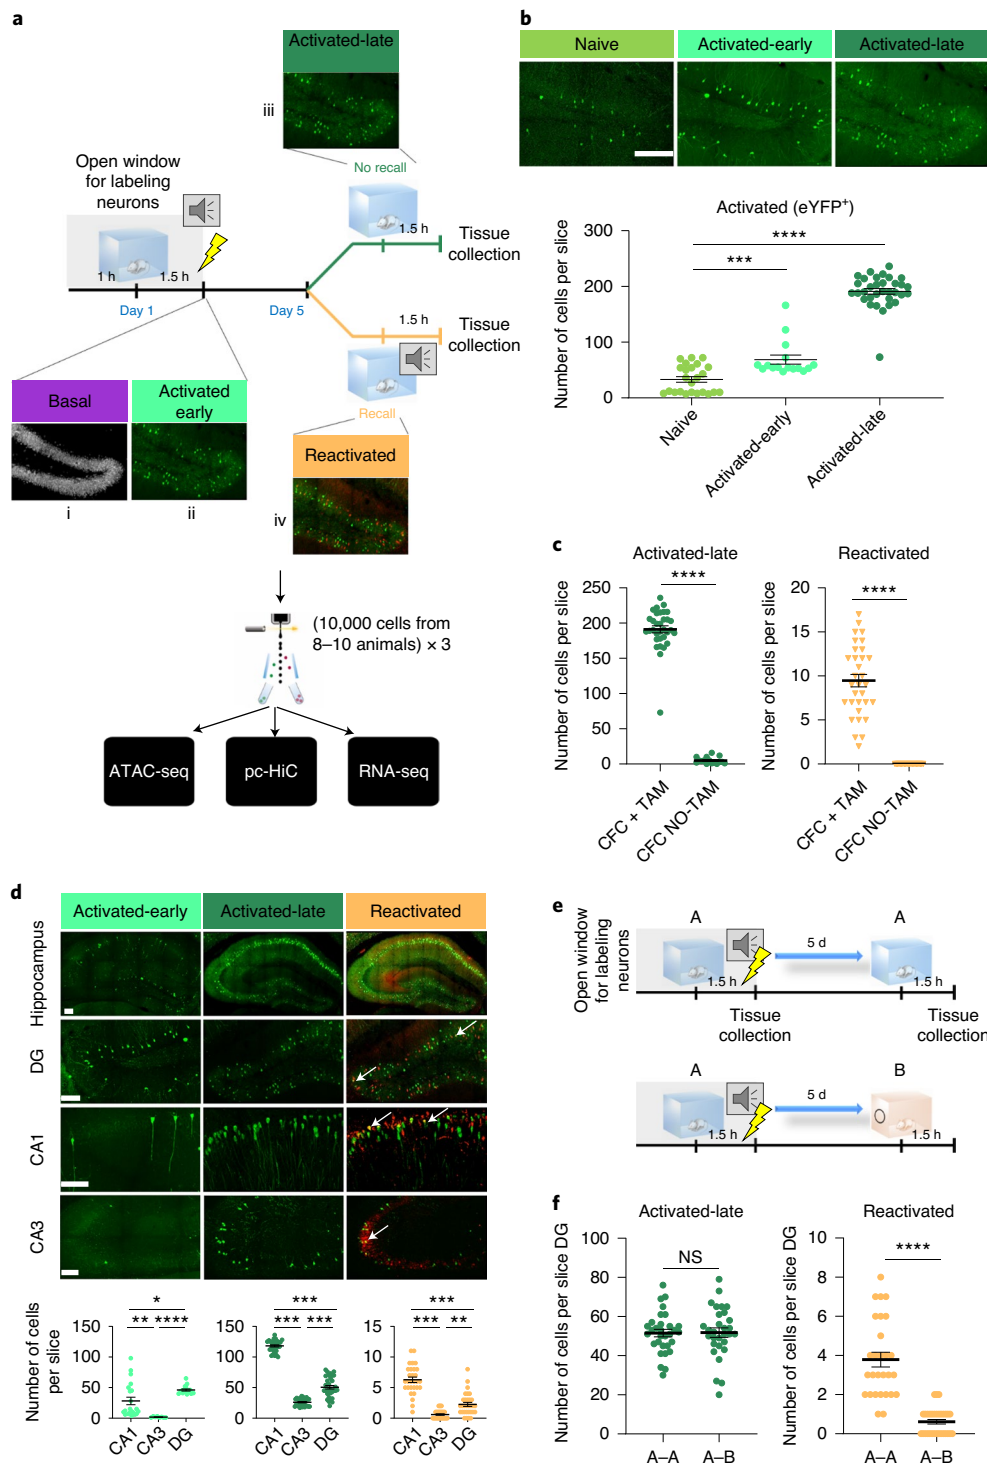 a
Activated-late
iii
No recall
Open window
for labeling
neurons
1 h
1.5 h
Day 1
Day 5
1.5 h
Tissue
collection
1.5 h
Tissue
collection
Recall
Basal
Activated
early
i
ii
Reactivated
iv
(10,000 cells from
8–10 animals) × 3
ATAC-seq
pc-HiC
RNA-seq
b
Naive
Activated-early
Activated-late
Activated (eYFP+)
Number of cells per slice
300
200
100
0
****
***
Naive
Activated-early
Activated-late
c
Activated-late
Number of cells per slice
250
200
150
100
50
0
****
CFC + TAM
CFC NO-TAM
Reactivated
Number of cells per slice
20
15
10
5
0
****
CFC + TAM
CFC NO-TAM
d
Activated-early
Activated-late
Reactivated
Hippocampus
DG
CA1
CA3
Number of cells
per slice
150
100
50
0
*
** ****
CA1
CA3
DG
150
100
50
0
***
*** ***
CA1
CA3
DG
15
10
5
0
***
*** **
CA1
CA3
DG
e
Open window
for labeling
neurons
A
A
5 d
1.5 h
1.5 h
Tissue
collection
Tissue
collection
A
B
5 d
1.5 h
1.5 h
f
Activated-late
Number of cells per slice DG
100
80
60
40
20
0
NS
A–A
A–B
Reactivated
Number of cells per slice DG
10
8
6
4
2
0
****
A–A
A–B